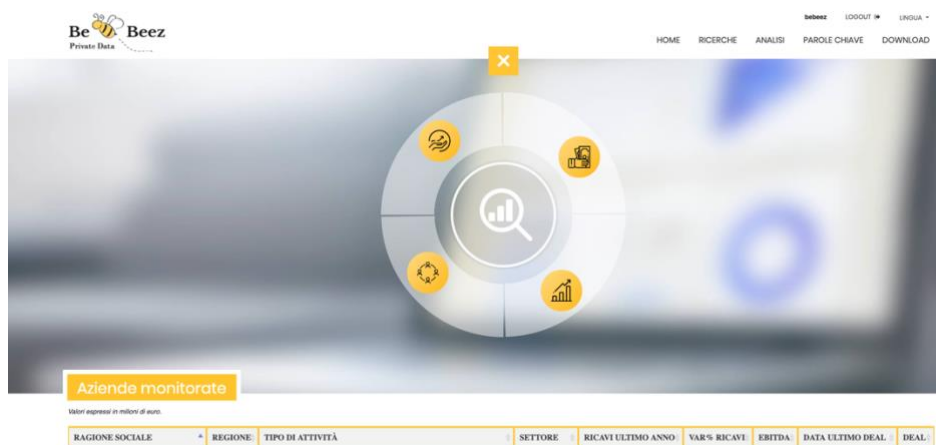 Be Beez
Private Data
bebeez LOGOUT LINGUA
HOME RICERCHE ANALISI PAROLE CHIAVE DOWNLOAD
Aziende monitorate
Valori espressi in milioni di euro.
RAGIONE SOCIALE REGIONE TIPO DI ATTIVITÀ SETTORE RICAVI ULTIMO ANNO VAR% RICAVI EBITDA DATA ULTIMO DEAL DEAL